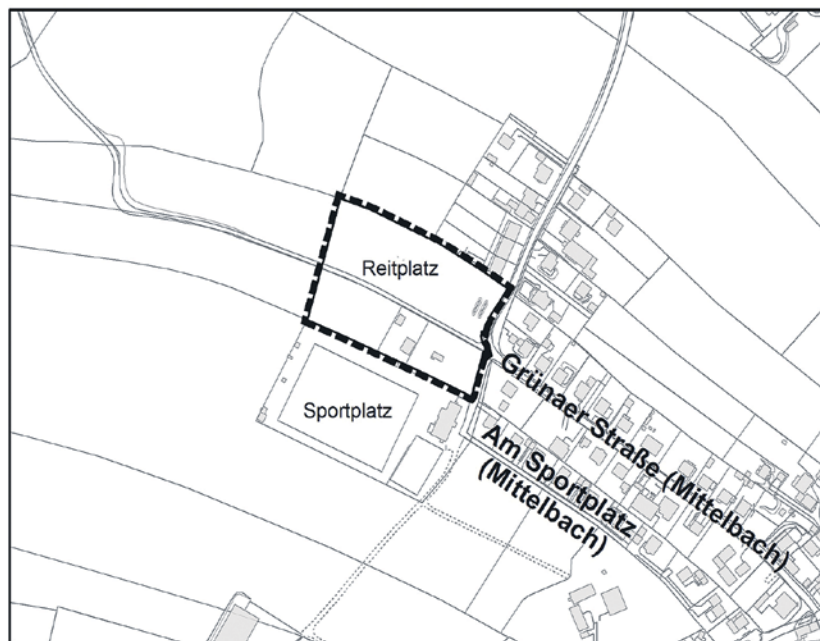 Reitplatz
Sportplatz
Grünaer Straße (Mittelbach)
Am Sportplatz
(Mittelbach)